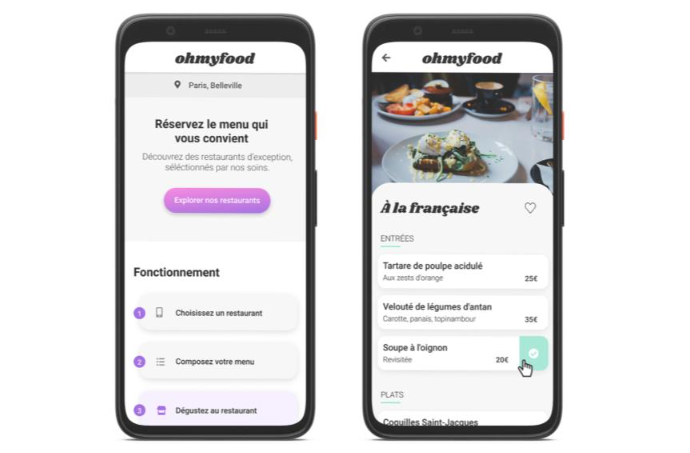 ohmyfood
Paris, Belleville
Réservez le menu qui
vous convient
Découvrez des restaurants d'exception,
séléctionnés par nos soins.
Explorer nos restaurants
Fonctionnement
1 Choisissez un restaurant
2 Composez votre menu
3 Dégustez au restaurant
ohmyfood
À la française
ENTRÉES
Tartare de poulpe acidulé
Aux zests d'orange 25€
Velouté de légumes d'antan
Carotte, panais, topinambour 35€
Soupe à l'oignon
Revisitée 20€
PLATS
Coquilles Saint-Jacques